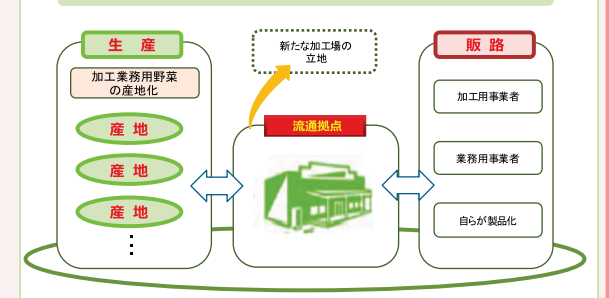 生 産
加工業務用野菜
の産地化
産 地
産 地
産 地
新たな加工場の
立地
流通拠点
販 路
加工用事業者
業務用事業者
自らが製品化